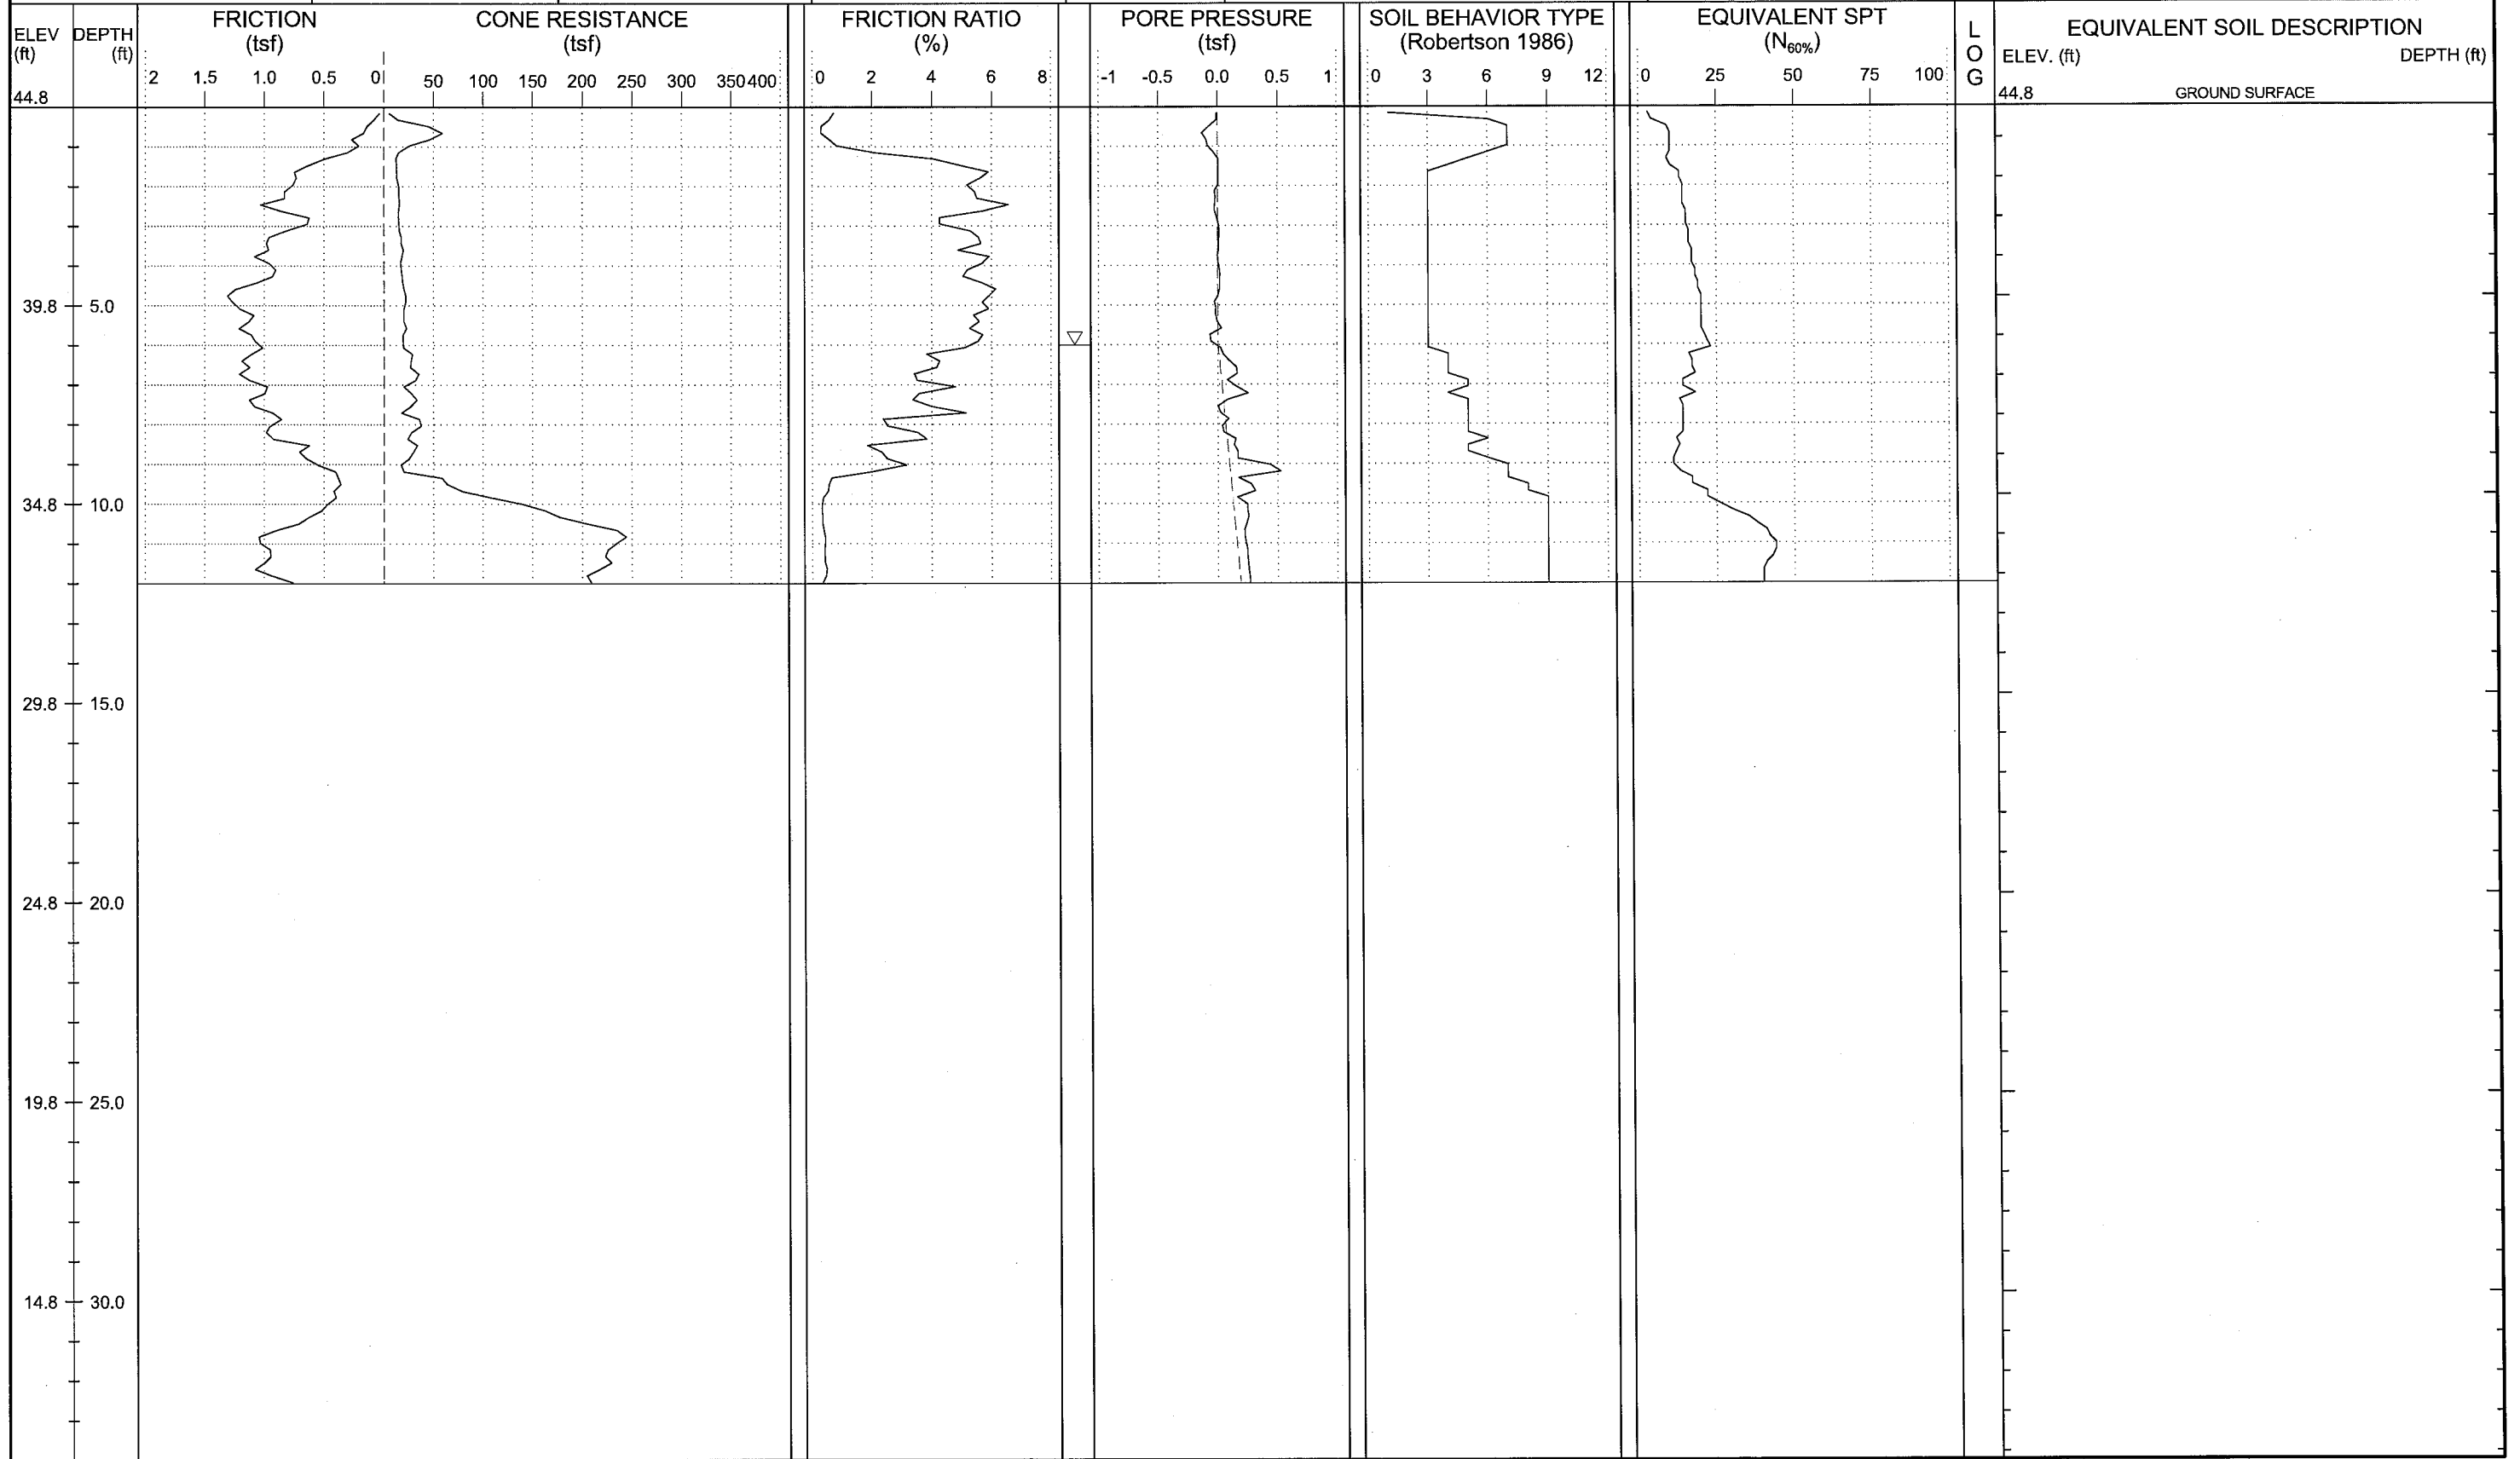 ELEV (ft)
DEPTH (ft)
FRICTION (tsf)
CONE RESISTANCE (tsf)
FRICTION RATIO (%)
PORE PRESSURE (tsf)
SOIL BEHAVIOR TYPE (Robertson 1986)
EQUIVALENT SPT (N60%)
LOG
EQUIVALENT SOIL DESCRIPTION
ELEV. (ft) DEPTH (ft)
2 1.5 1.0 0.5 0 50 100 150 200 250 300 350 400
0 2 4 6 8
-1 -0.5 0.0 0.5 1
0 3 6 9 12
0 25 50 75 100
44.8
44.8 GROUND SURFACE
39.8 5.0
34.8 10.0
29.8 15.0
24.8 20.0
19.8 25.0
14.8 30.0